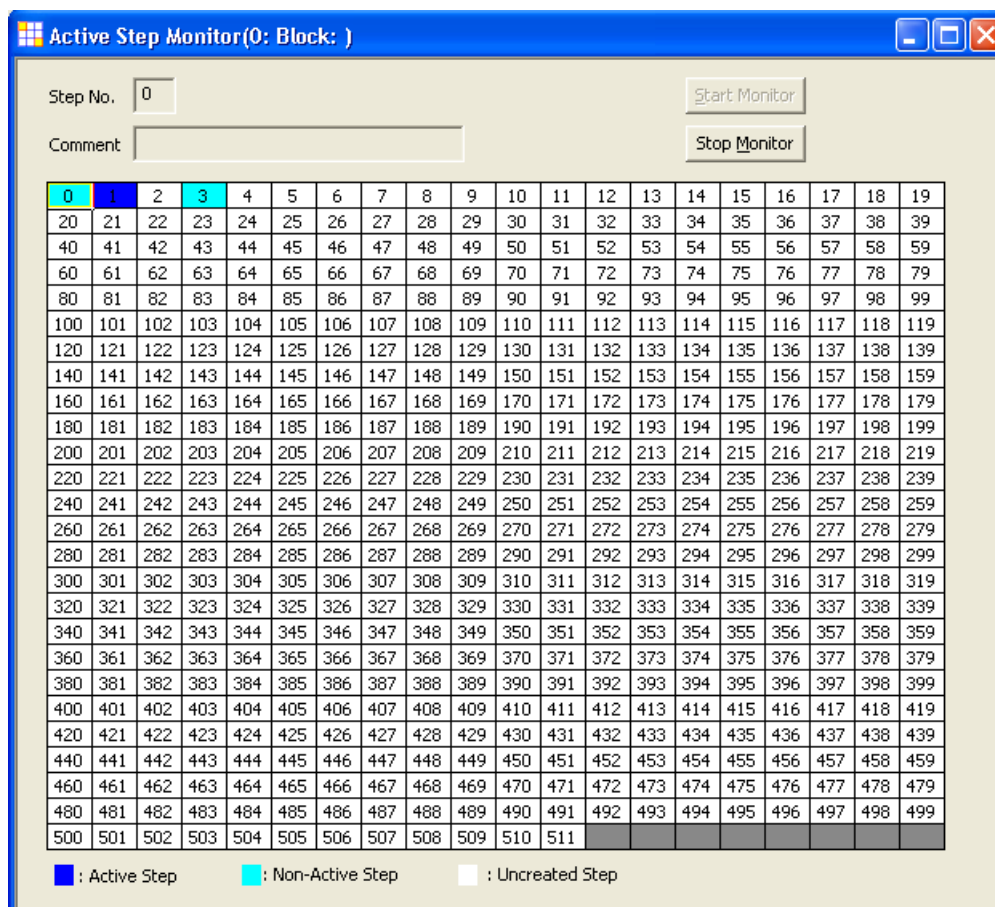 Active Step Monitor(0: Block: )
Step No. 0 Start Monitor
Comment Stop Monitor
0 1 2 3 4 5 6 7 8 9 10 11 12 13 14 15 16 17 18 19
20 21 22 23 24 25 26 27 28 29 30 31 32 33 34 35 36 37 38 39
40 41 42 43 44 45 46 47 48 49 50 51 52 53 54 55 56 57 58 59
60 61 62 63 64 65 66 67 68 69 70 71 72 73 74 75 76 77 78 79
80 81 82 83 84 85 86 87 88 89 90 91 92 93 94 95 96 97 98 99
100 101 102 103 104 105 106 107 108 109 110 111 112 113 114 115 116 117 118 119
120 121 122 123 124 125 126 127 128 129 130 131 132 133 134 135 136 137 138 139
140 141 142 143 144 145 146 147 148 149 150 151 152 153 154 155 156 157 158 159
160 161 162 163 164 165 166 167 168 169 170 171 172 173 174 175 176 177 178 179
180 181 182 183 184 185 186 187 188 189 190 191 192 193 194 195 196 197 198 199
200 201 202 203 204 205 206 207 208 209 210 211 212 213 214 215 216 217 218 219
220 221 222 223 224 225 226 227 228 229 230 231 232 233 234 235 236 237 238 239
240 241 242 243 244 245 246 247 248 249 250 251 252 253 254 255 256 257 258 259
260 261 262 263 264 265 266 267 268 269 270 271 272 273 274 275 276 277 278 279
280 281 282 283 284 285 286 287 288 289 290 291 292 293 294 295 296 297 298 299
300 301 302 303 304 305 306 307 308 309 310 311 312 313 314 315 316 317 318 319
320 321 322 323 324 325 326 327 328 329 330 331 332 333 334 335 336 337 338 339
340 341 342 343 344 345 346 347 348 349 350 351 352 353 354 355 356 357 358 359
360 361 362 363 364 365 366 367 368 369 370 371 372 373 374 375 376 377 378 379
380 381 382 383 384 385 386 387 388 389 390 391 392 393 394 395 396 397 398 399
400 401 402 403 404 405 406 407 408 409 410 411 412 413 414 415 416 417 418 419
420 421 422 423 424 425 426 427 428 429 430 431 432 433 434 435 436 437 438 439
440 441 442 443 444 445 446 447 448 449 450 451 452 453 454 455 456 457 458 459
460 461 462 463 464 465 466 467 468 469 470 471 472 473 474 475 476 477 478 479
480 481 482 483 484 485 486 487 488 489 490 491 492 493 494 495 496 497 498 499
500 501 502 503 504 505 506 507 508 509 510 511
: Active Step : Non-Active Step : Uncreated Step